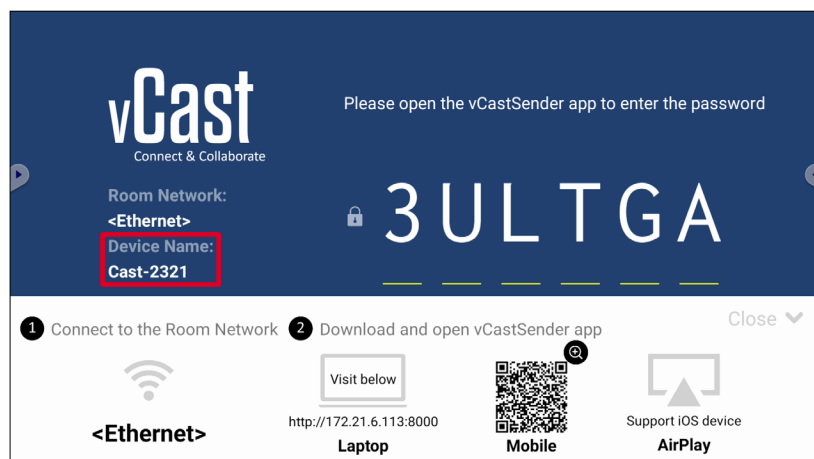 vCast
Connect & Collaborate
Please open the vCastSender app to enter the password
Room Network:
<Ethernet>
Device Name:
Cast-2321
3ULTGA
Close
1 Connect to the Room Network
2 Download and open vCastSender app
<Ethernet>
Visit below
http://172.21.6.113:8000
Laptop
Mobile
Support iOS device
AirPlay